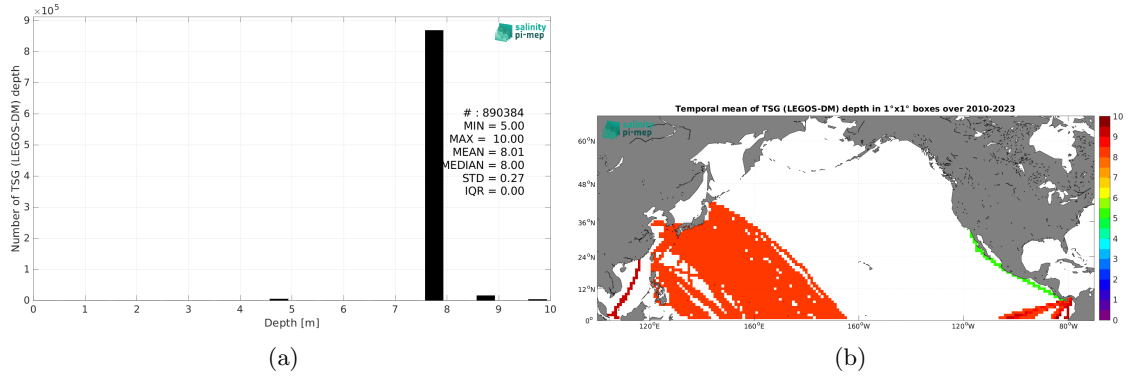 ×10⁵
9
8
7
6
5
4
3
2
1
0
Number of TSG (LEGOS-DM) depth
salinity
pi-mep
# : 890384
MIN = 5.00
MAX = 10.00
MEAN = 8.01
MEDIAN = 8.00
STD = 0.27
IQR = 0.00
0 1 2 3 4 5 6 7 8 9 10
Depth [m]
(a)
Temporal mean of TSG (LEGOS-DM) depth in 1°x1° boxes over 2010-2023
salinity
pi-mep
60°N
48°N
36°N
24°N
12°N
0°
120°E 160°E 160°W 120°W 80°W
10
9
8
7
6
5
4
3
2
1
0
(b)